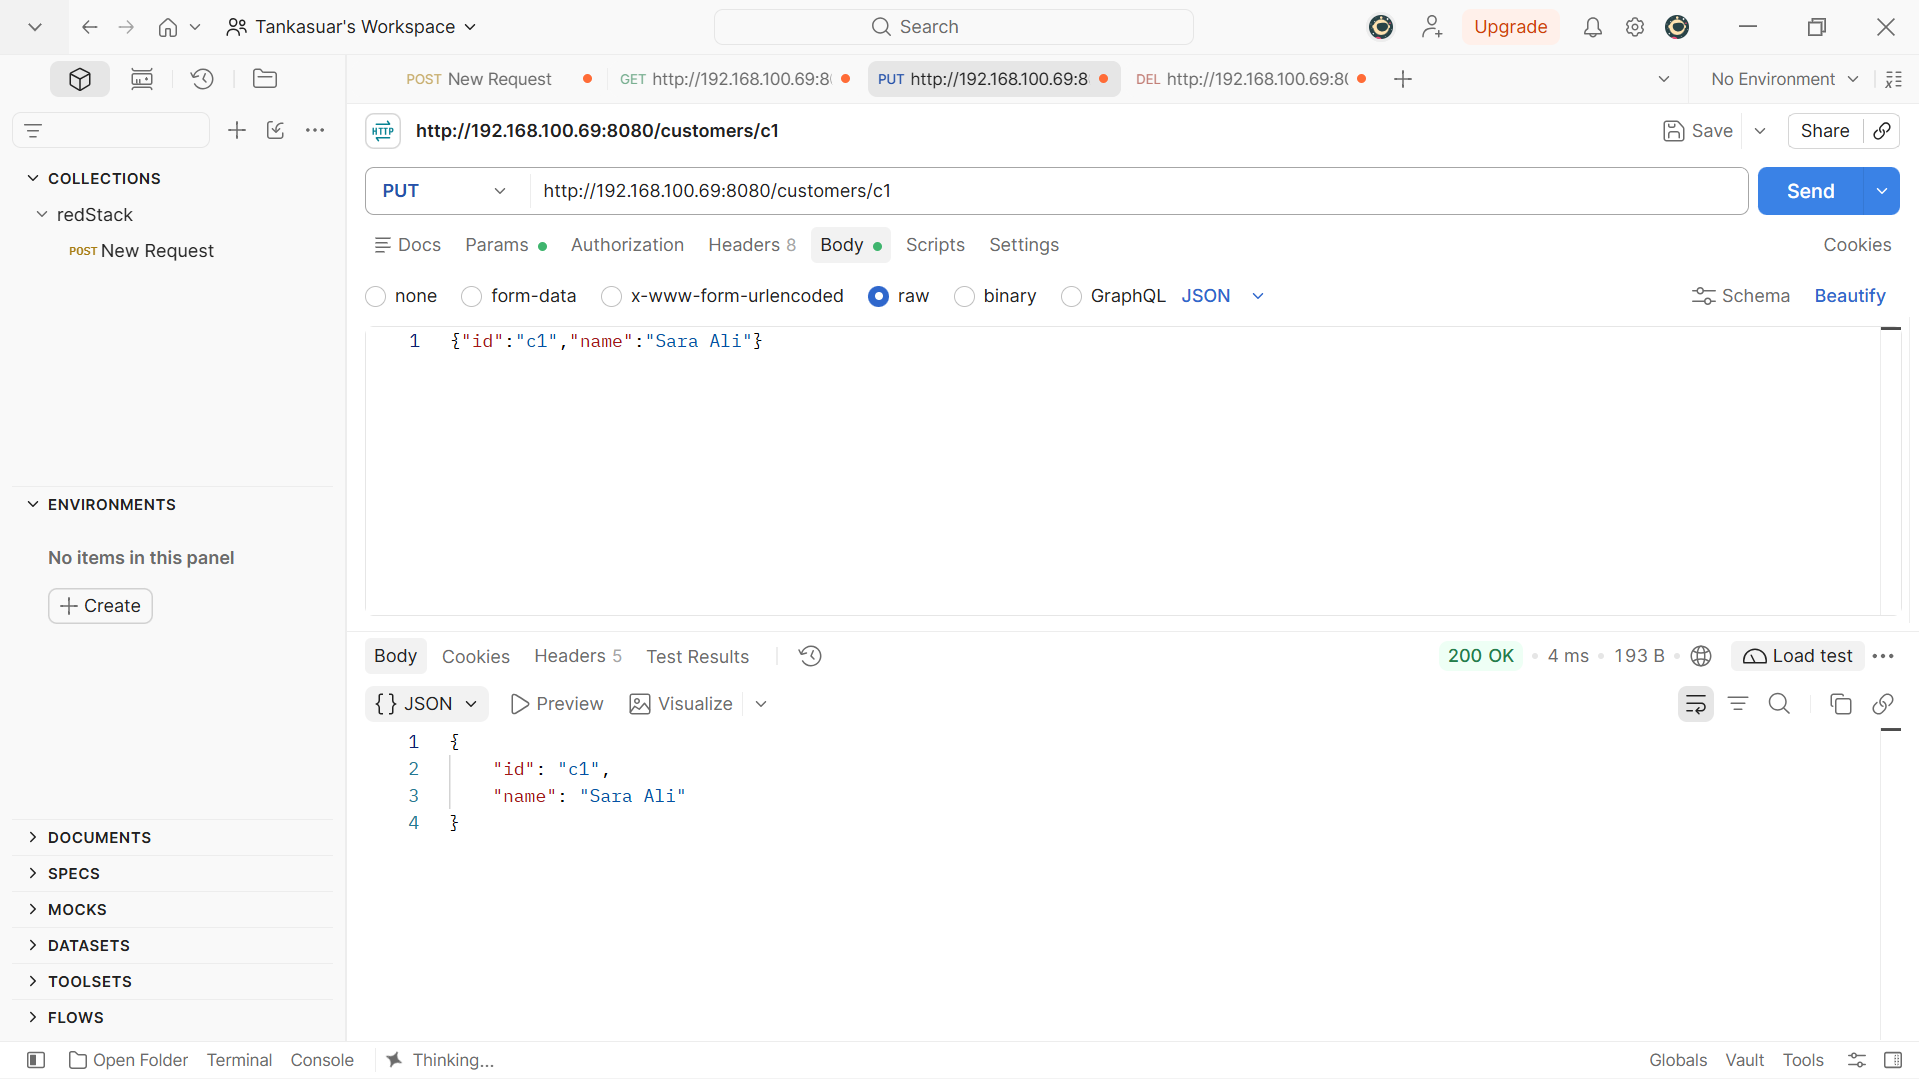 Tankasuar's Workspace
Search
Upgrade
POST New Request
GET http://192.168.100.69:8
PUT http://192.168.100.69:8
DEL http://192.168.100.69:80
No Environment
HTTP
http://192.168.100.69:8080/customers/c1
Save
Share
COLLECTIONS
redStack
POST New Request
PUT
http://192.168.100.69:8080/customers/c1
Send
Docs
Params
Authorization
Headers 8
Body
Scripts
Settings
Cookies
none
form-data
x-www-form-urlencoded
raw
binary
GraphQL
JSON
Schema
Beautify
1 {"id":"c1","name":"Sara Ali"}
ENVIRONMENTS
No items in this panel
Create
Body
Cookies
Headers 5
Test Results
200 OK
4 ms
193 B
Load test
{} JSON
Preview
Visualize
1 {
2 "id": "c1",
3 "name": "Sara Ali"
4 }
DOCUMENTS
SPECS
MOCKS
DATASETS
TOOLSETS
FLOWS
Open Folder
Terminal
Console
Thinking...
Globals
Vault
Tools